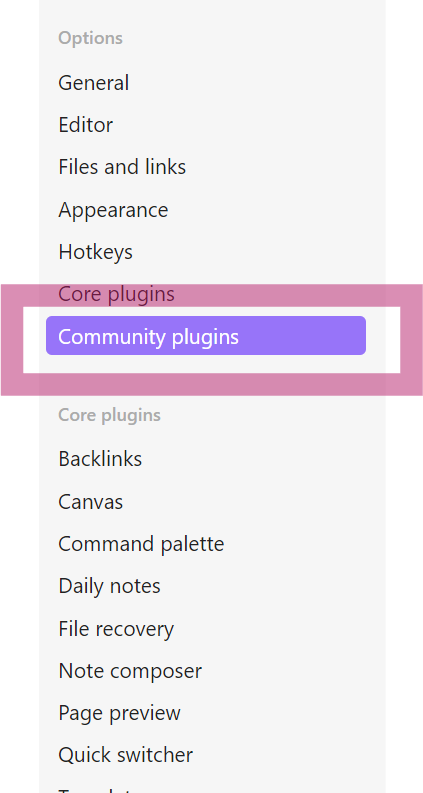 Options
General
Editor
Files and links
Appearance
Hotkeys
Core plugins
Community plugins
Core plugins
Backlinks
Canvas
Command palette
Daily notes
File recovery
Note composer
Page preview
Quick switcher